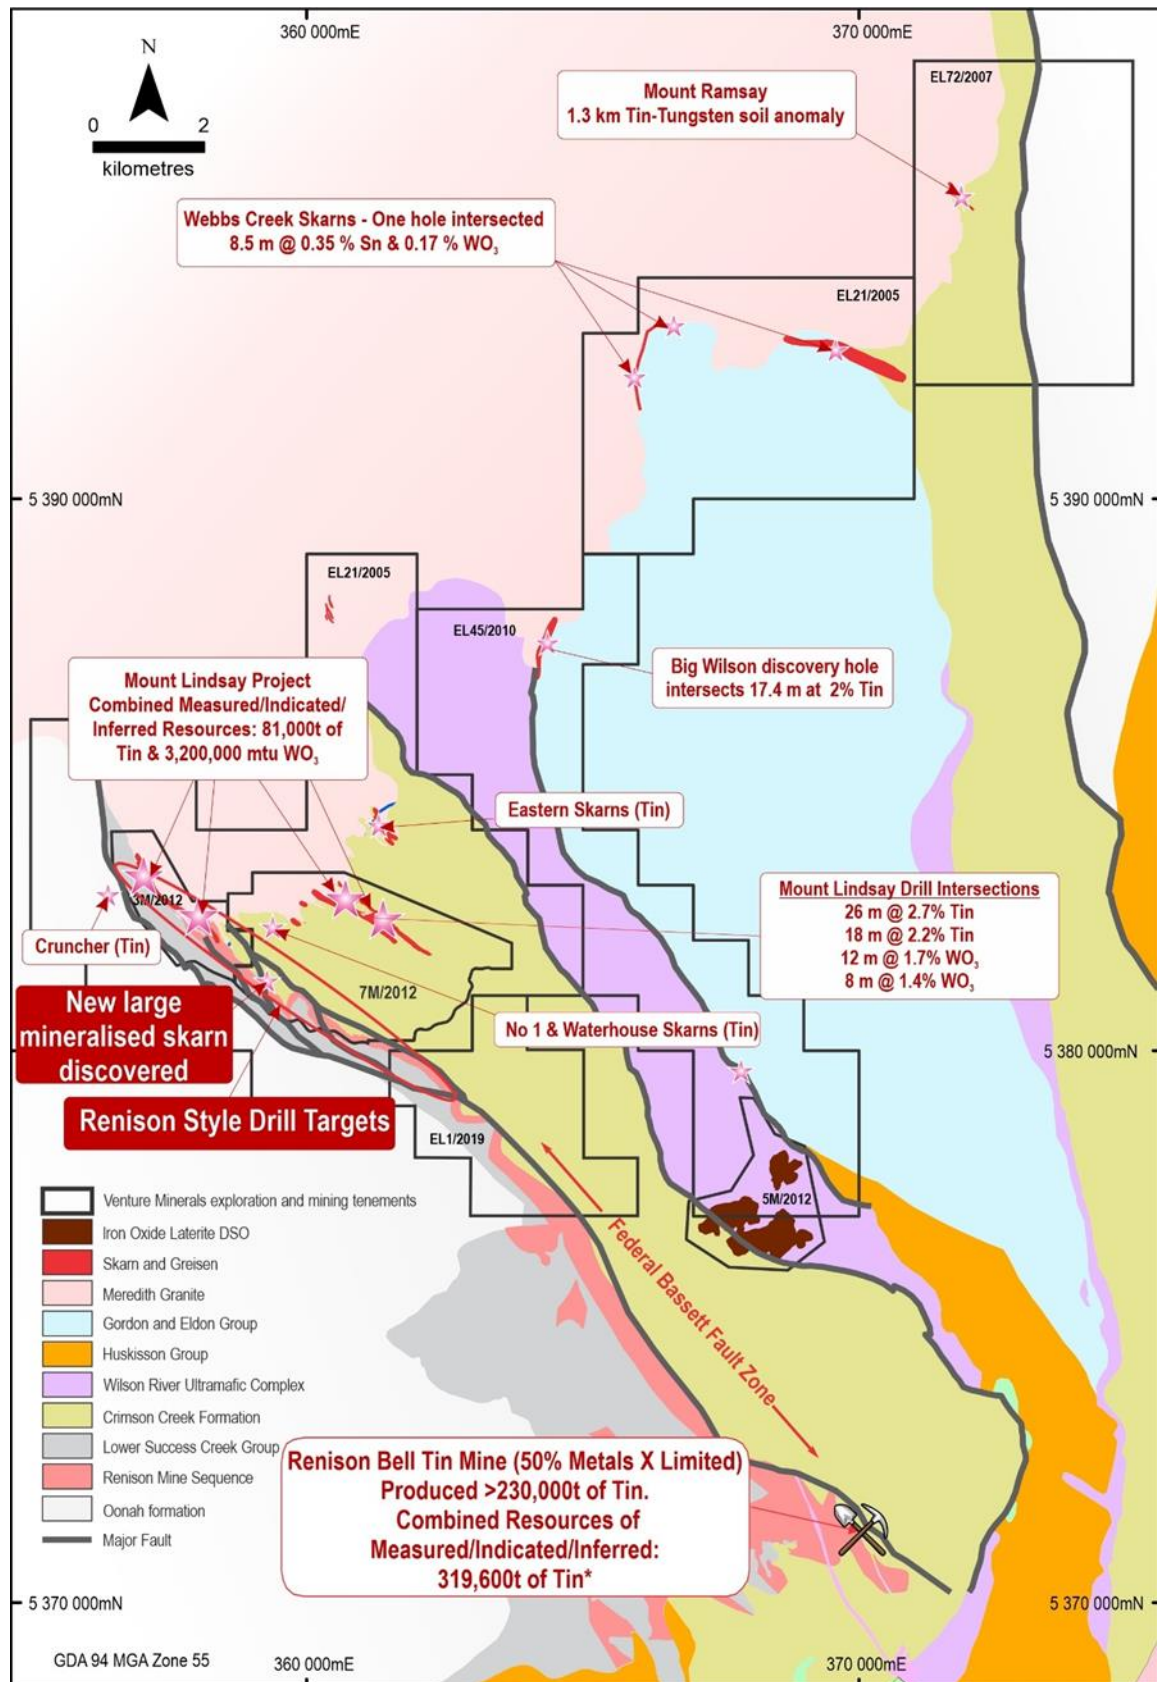 360 000mE
370 000mE
N
0 2
kilometres
EL72/2007
Mount Ramsay
1.3 km Tin-Tungsten soil anomaly
Webbs Creek Skarns - One hole intersected
8.5 m @ 0.35 % Sn & 0.17 % WO₃
EL21/2005
5 390 000mN
5 390 000mN
EL21/2005
EL45/2010
Mount Lindsay Project
Combined Measured/Indicated/
Inferred Resources: 81,000t of
Tin & 3,200,000 mtu WO₃
Big Wilson discovery hole
intersects 17.4 m at 2% Tin
Eastern Skarns (Tin)
3M/2012
Cruncher (Tin)
Mount Lindsay Drill Intersections
26 m @ 2.7% Tin
18 m @ 2.2% Tin
12 m @ 1.7% WO₃
8 m @ 1.4% WO₃
7M/2012
New large
mineralised skarn
discovered
No 1 & Waterhouse Skarns (Tin)
5 380 000mN
Renison Style Drill Targets
EL1/2019
5M/2012
Federal Bassett Fault Zone
Venture Minerals exploration and mining tenements
Iron Oxide Laterite DSO
Skarn and Greisen
Meredith Granite
Gordon and Eldon Group
Huskisson Group
Wilson River Ultramafic Complex
Crimson Creek Formation
Lower Success Creek Group
Renison Mine Sequence
Oonah formation
Major Fault
Renison Bell Tin Mine (50% Metals X Limited)
Produced >230,000t of Tin.
Combined Resources of
Measured/Indicated/Inferred:
319,600t of Tin*
5 370 000mN
5 370 000mN
GDA 94 MGA Zone 55
360 000mE
370 000mE